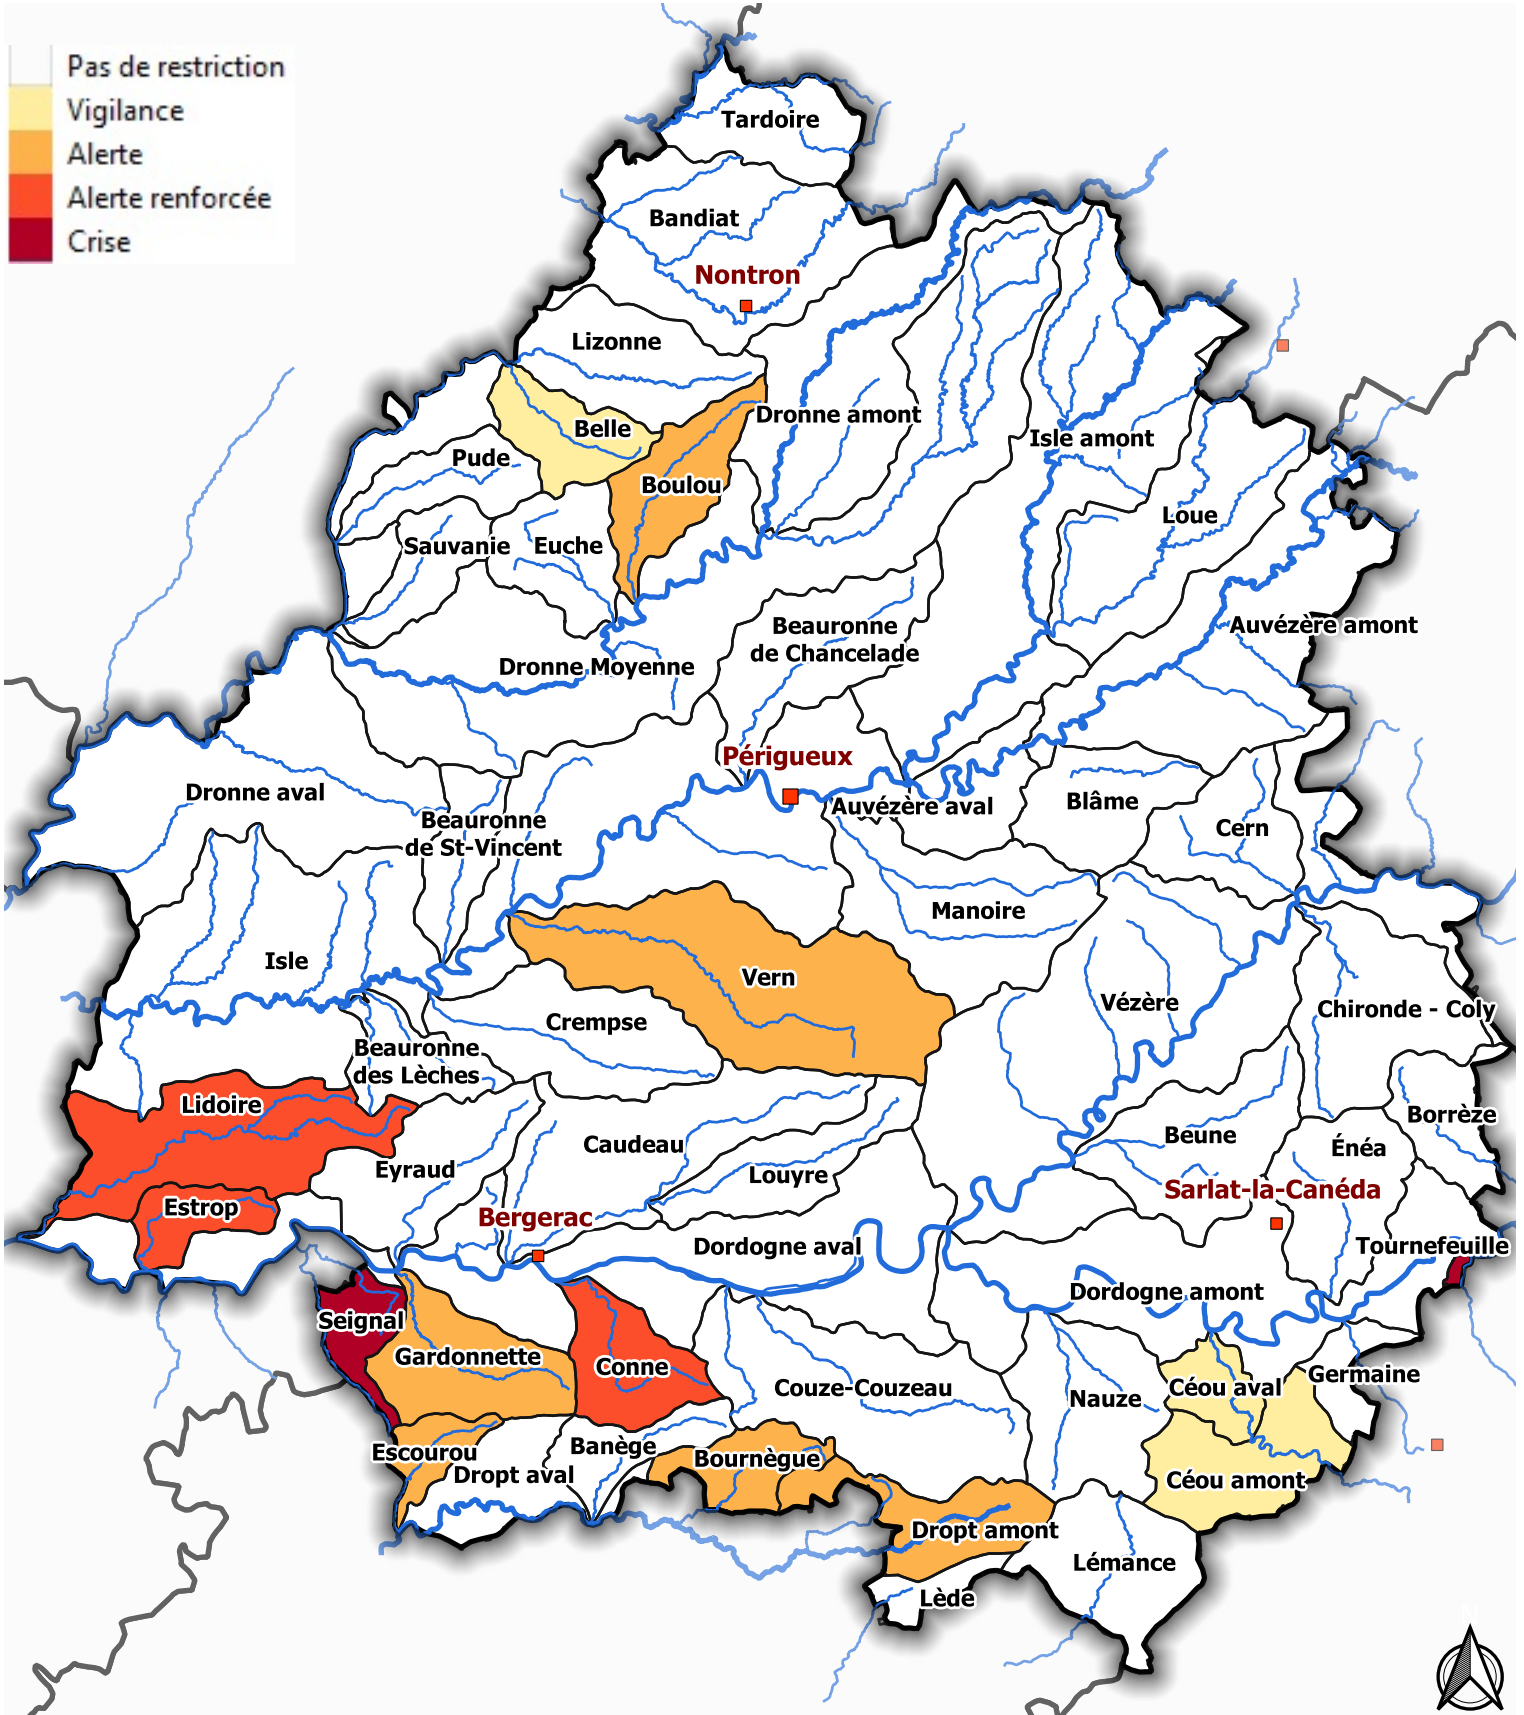 Pas de restriction
Vigilance
Alerte
Alerte renforcée
Crise
Tardoire
Bandiat
Nontron
Lizonne
Dronne amont
Belle
Isle amont
Pude
Boulou
Loue
Sauvanie
Euche
Beauronne
de Chancelade
Auvézère amont
Dronne Moyenne
Périgueux
Dronne aval
Auvézère aval
Blâme
Beauronne
de St-Vincent
Cern
Manoire
Isle
Vern
Vézère
Chironde - Coly
Crempse
Beauronne
des Lèches
Lidoire
Borrèze
Caudeau
Beune
Énéa
Eyraud
Louyre
Sarlat-la-Canéda
Estrop
Bergerac
Dordogne aval
Tournefeuille
Dordogne amont
Seignal
Gardonnette
Conne
Germaine
Couze-Couzeau
Céou aval
Nauze
Escourou
Banège
Bournègue
Dropt aval
Céou amont
Dropt amont
Lémance
Lède
N